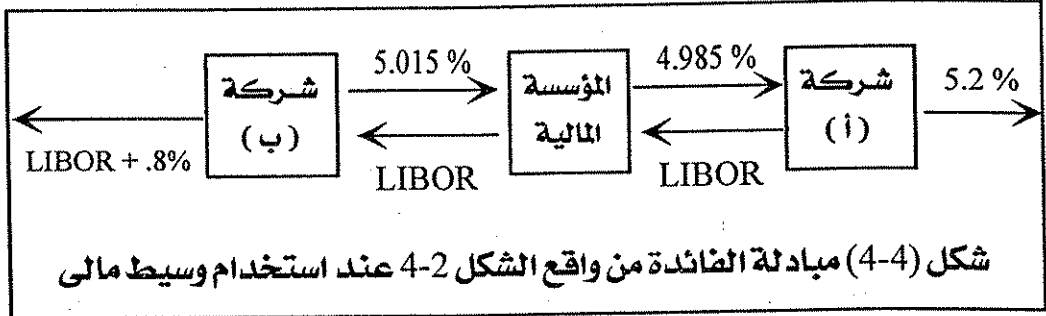 5.015 %
4.985 %
5.2 %
شركة
(ب)
المؤسسة
المالية
شركة
(أ)
LIBOR + .8%
LIBOR
LIBOR
شكل (4-4) مبادلة الفائدة من واقع الشكل 2-4 عند استخدام وسيط مالى